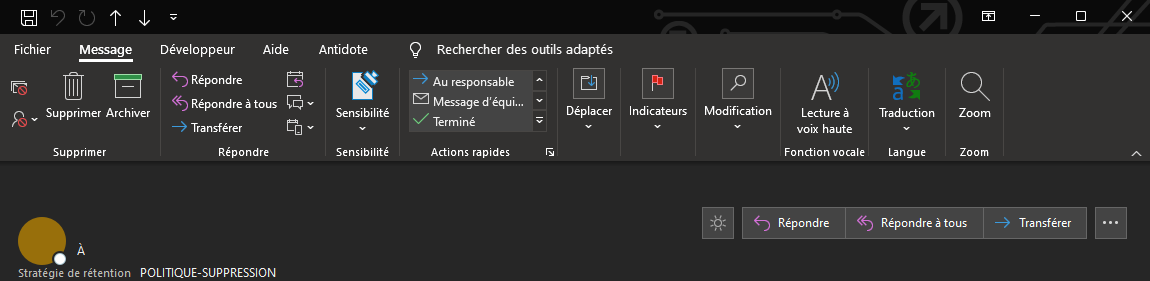 Fichier Message Développeur Aide Antidote Rechercher des outils adaptés
Supprimer
Archiver
Supprimer
Répondre
Répondre à tous
Transférer
Répondre
Sensibilité
Sensibilité
Au responsable
Message d'équi...
Terminé
Actions rapides
Déplacer
Indicateurs
Modification
Lecture à
voix haute
Fonction vocale
Traduction
Langue
Zoom
Zoom
Répondre
Répondre à tous
Transférer
À
Stratégie de rétention POLITIQUE-SUPPRESSION